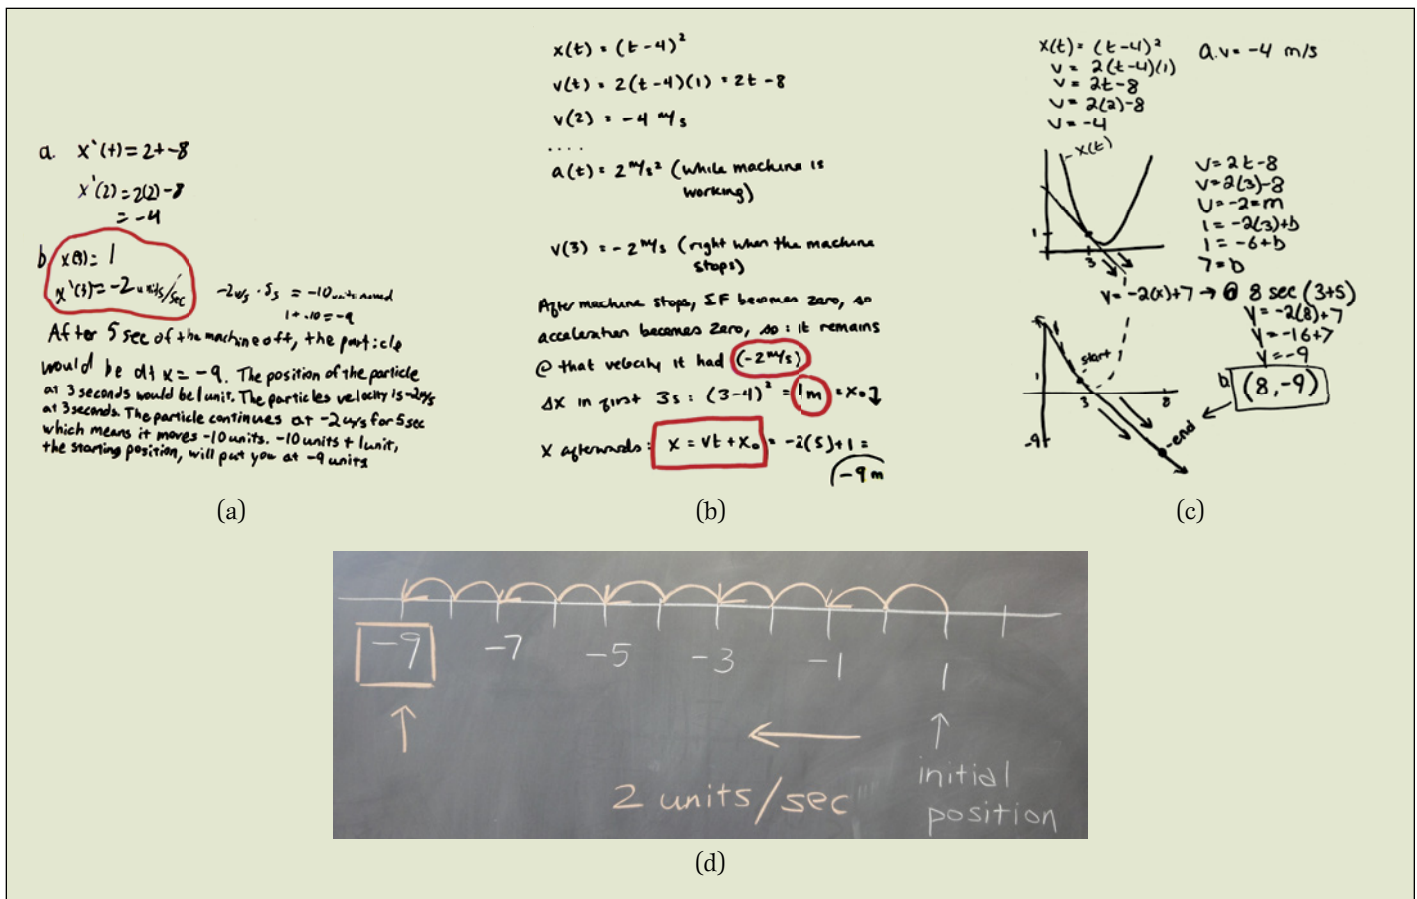 a. x'(t)=2t-8
x'(2)=2(2)-8
= -4
b. x(3)= 1
x'(3)=-2 units/sec
-2 u/s · 5s = -10 units moved
1+-10=-9
After 5 sec of the machine off, the particle
would be at x=-9. The position of the particle
at 3 seconds would be 1 unit. The particles velocity is -2u/s
at 3 seconds. The particle continues at -2 u/s for 5 sec
which means it moves -10 units. -10 units + 1 unit,
the starting position, will put you at -9 units
(a)
x(t) = (t-4)²
v(t) = 2(t-4)(1) = 2t-8
v(2) = -4 m/s
....
a(t) = 2 m/s² (while machine is
working)
v(3) = -2 m/s (right when the machine
stops)
After machine stops, ΣF becomes zero, so
acceleration becomes zero, so: it remains
@ that velocity it had (-2 m/s)
Δx in first 3s: (3-4)² = 1m = x₀
x afterwards: x = vt + x₀ = -2(5)+1 =
-9 m
(b)
x(t) = (t-4)²
v = 2(t-4)(1)
v = 2t-8
v = 2(2)-8
v = -4
a. v = -4 m/s
x(t)
1
3
v = 2t-8
v = 2(3)-8
v = -2 = m
1 = -2(3)+b
1 = -6+b
7 = b
y = -2(x)+7 → @ 8 sec (3+5)
y = -2(8)+7
y = -16+7
y = -9
b. (8,-9)
start
1
3
8
-9
end
(c)
-9 -7 -5 -3 -1 1
2 units/sec
initial
position
(d)